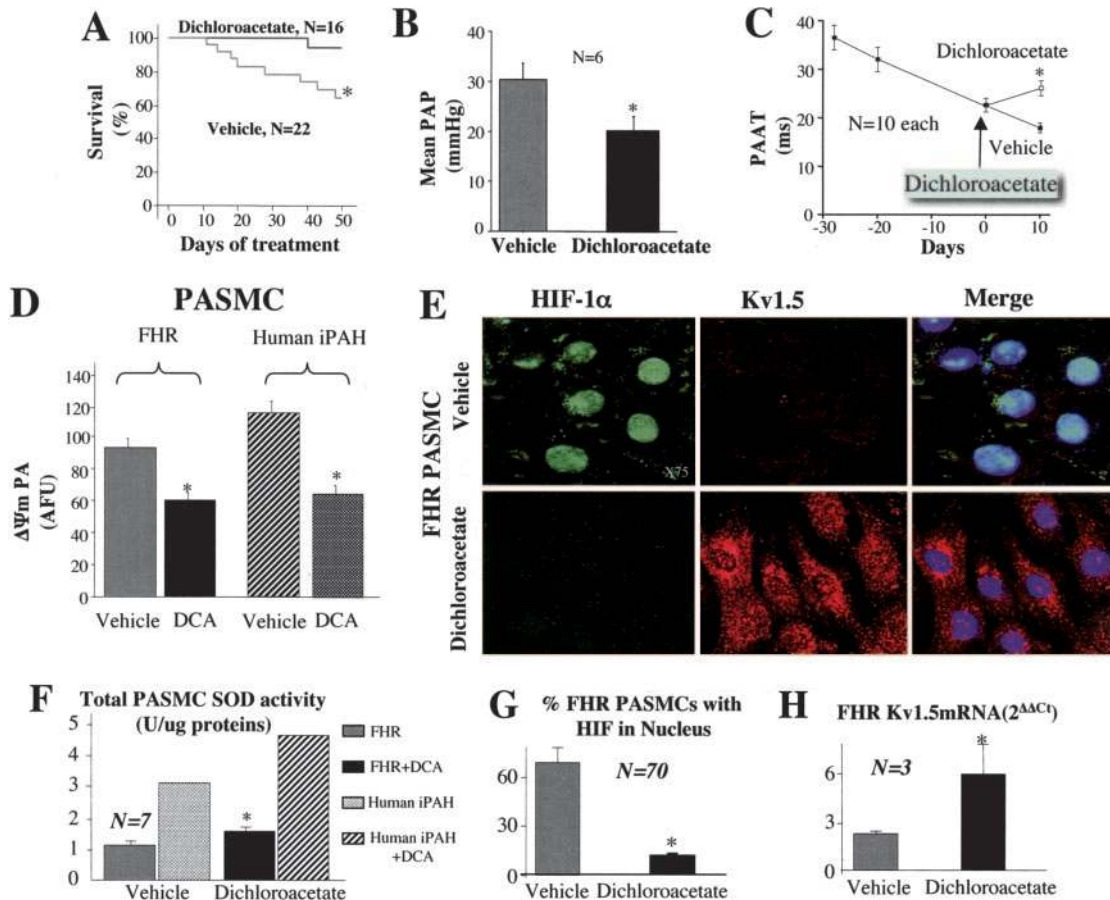 A
Dichloroacetate, N=16
100
80
60
40
20
0
Survival
(%)
*
Vehicle, N=22
0 10 20 30 40 50
Days of treatment
B
40
30
20
10
0
Mean PAP
(mmHg)
N=6
*
Vehicle Dichloroacetate
C
40
30
20
10
0
PAAT
(ms)
Dichloroacetate
*
N=10 each
Vehicle
Dichloroacetate
-30 -20 -10 0 10
Days
D
PASMC
FHR Human iPAH
140
120
100
80
60
40
20
0
ΔΨm PA
(AFU)
* *
Vehicle DCA Vehicle DCA
E
HIF-1α Kv1.5 Merge
FHR PASMC
Vehicle
X75
Dichloroacetate
F
Total PASMC SOD activity
(U/ug proteins)
5
4
3
2
1
0
N=7
*
Vehicle Dichloroacetate
FHR
FHR+DCA
Human iPAH
Human iPAH
+DCA
G
% FHR PASMCs with
HIF in Nucleus
60
30
0
N=70
*
Vehicle Dichloroacetate
H
FHR Kv1.5mRNA(2ΔΔCt)
6
3
0
N=3
*
Vehicle Dichloroacetate